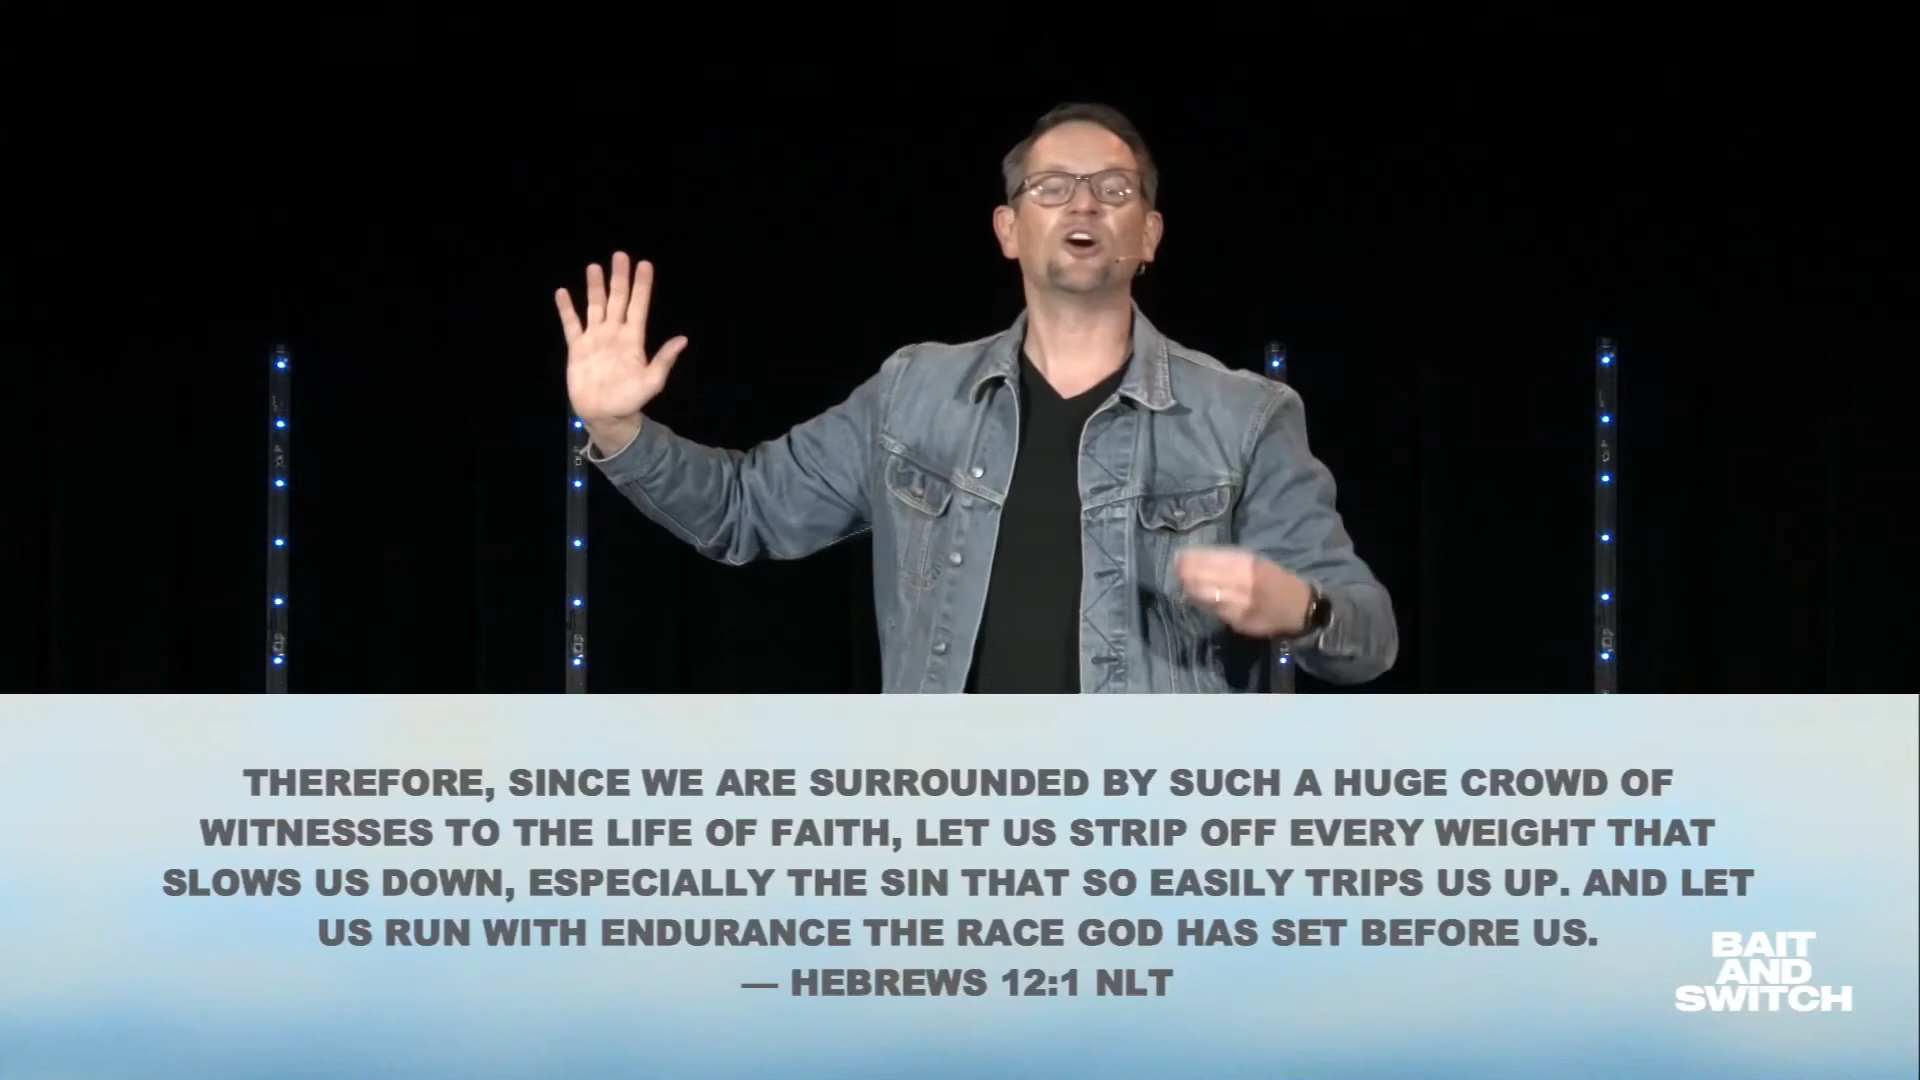 THEREFORE, SINCE WE ARE SURROUNDED BY SUCH A HUGE CROWD OF
WITNESSES TO THE LIFE OF FAITH, LET US STRIP OFF EVERY WEIGHT THAT
SLOWS US DOWN, ESPECIALLY THE SIN THAT SO EASILY TRIPS US UP. AND LET
US RUN WITH ENDURANCE THE RACE GOD HAS SET BEFORE US.
— HEBREWS 12:1 NLT
BAIT
AND
SWITCH